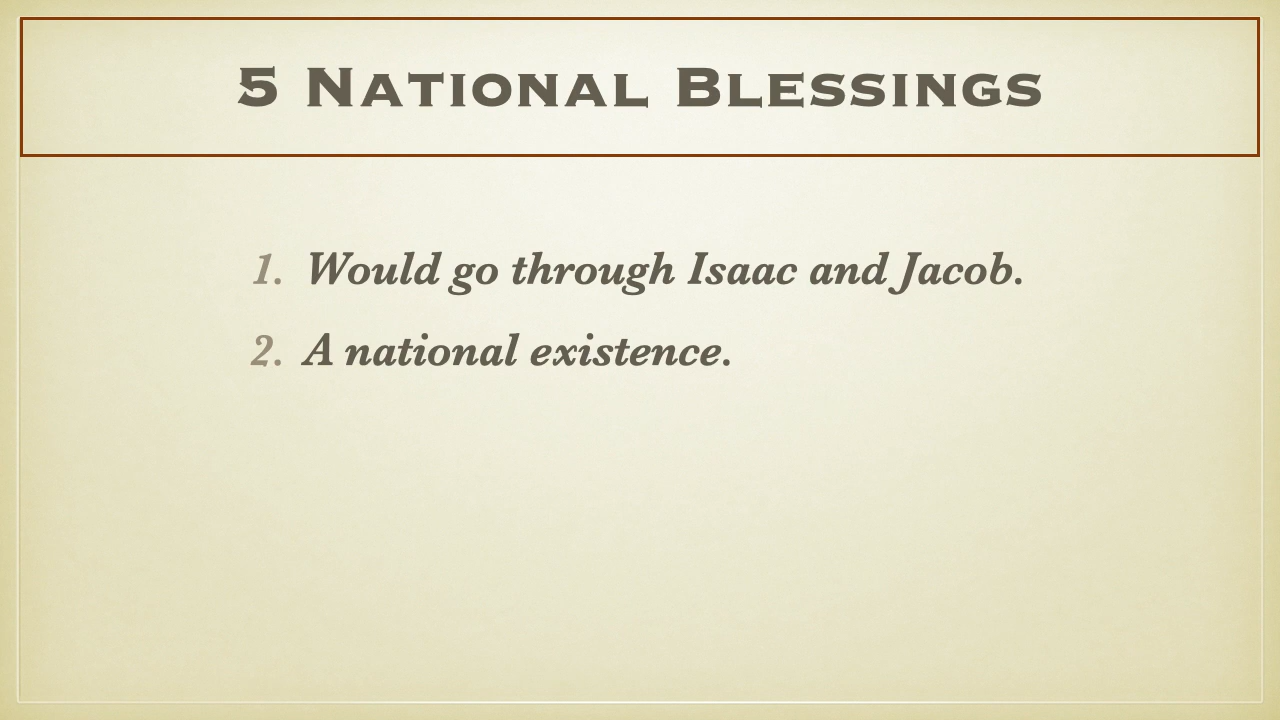 5 National Blessings
1. Would go through Isaac and Jacob.
2. A national existence.